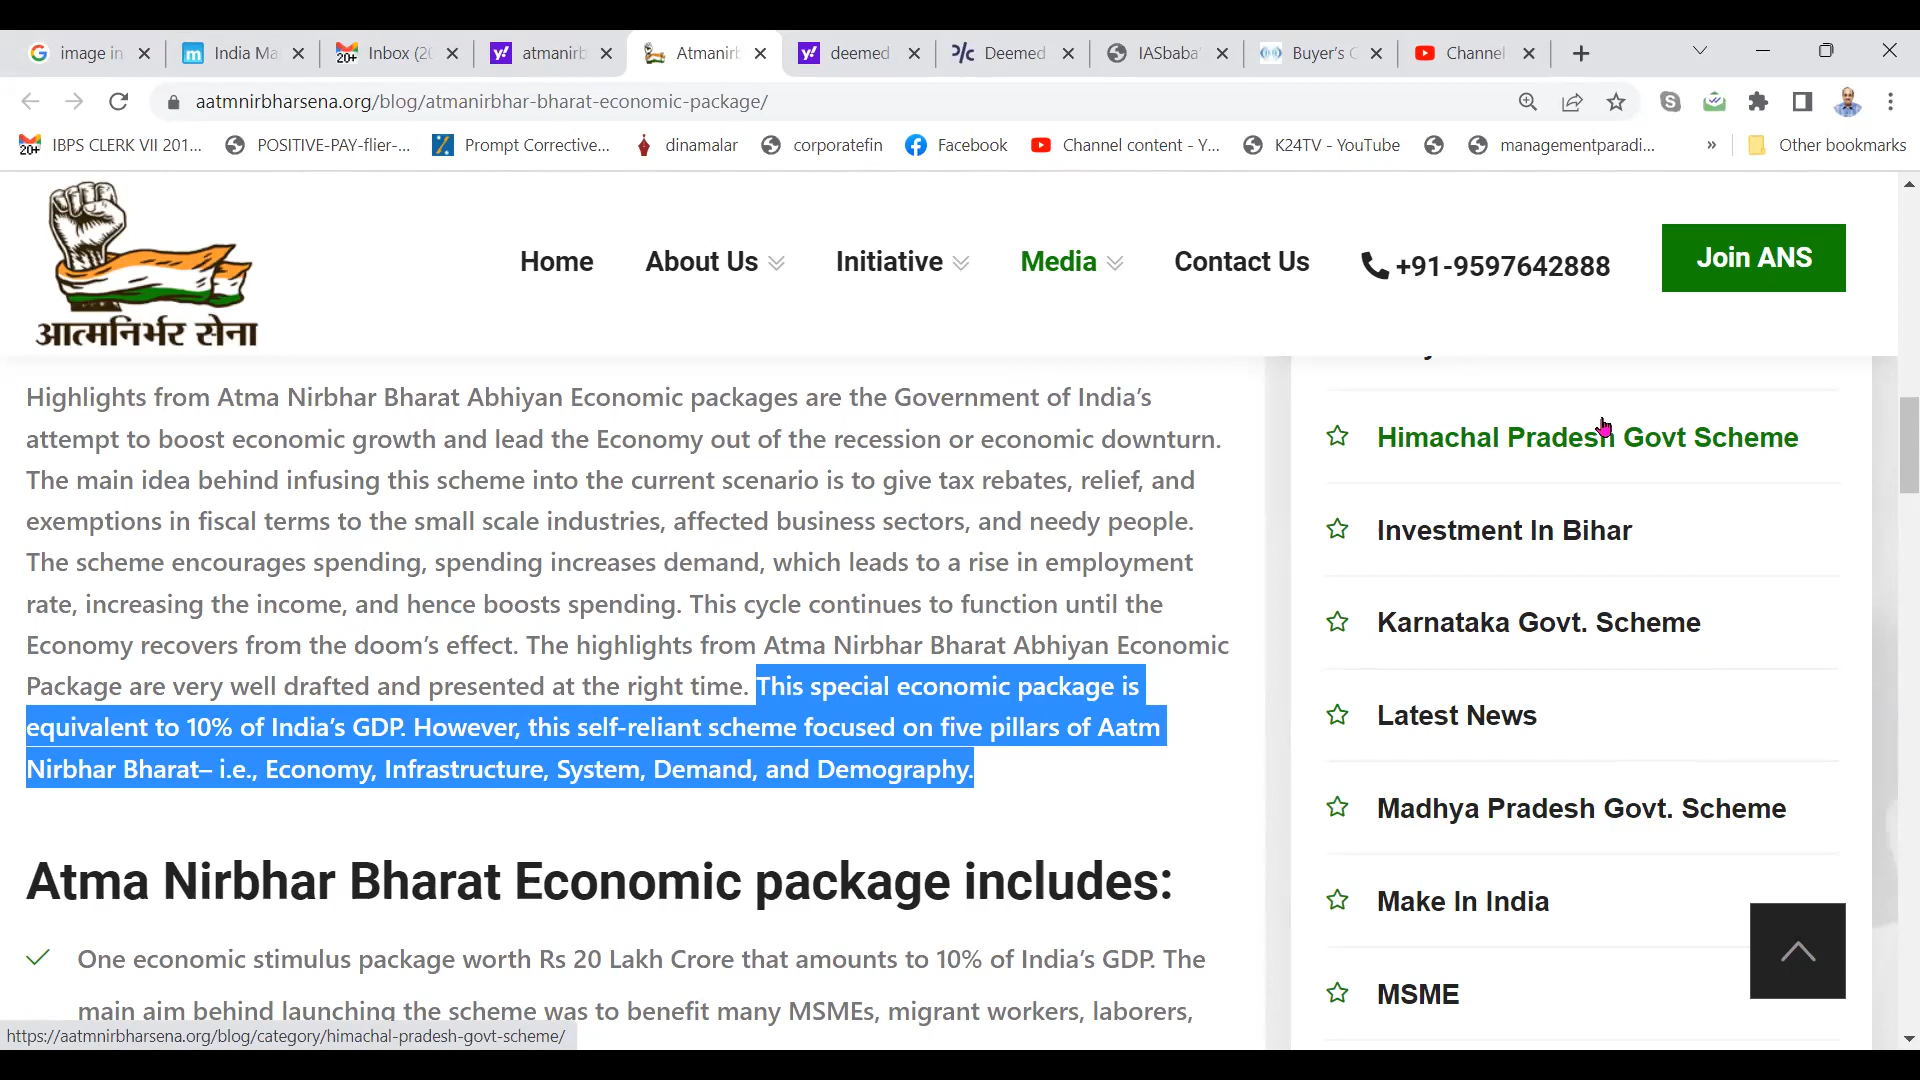 image in
India Ma
Inbox (20
atmanirb
Atmanirb
deemed
Deemed
IASbaba
Buyer's G
Channel
aatmnirbharsena.org/blog/atmanirbhar-bharat-economic-package/
IBPS CLERK VII 201...
POSITIVE-PAY-flier-...
Prompt Corrective...
dinamalar
corporatefin
Facebook
Channel content - Y...
K24TV - YouTube
managementparadi...
»
Other bookmarks
आत्मनिर्भर सेना
Home
About Us
Initiative
Media
Contact Us
+91-9597642888
Join ANS
Highlights from Atma Nirbhar Bharat Abhiyan Economic packages are the Government of India's
attempt to boost economic growth and lead the Economy out of the recession or economic downturn.
The main idea behind infusing this scheme into the current scenario is to give tax rebates, relief, and
exemptions in fiscal terms to the small scale industries, affected business sectors, and needy people.
The scheme encourages spending, spending increases demand, which leads to a rise in employment
rate, increasing the income, and hence boosts spending. This cycle continues to function until the
Economy recovers from the doom's effect. The highlights from Atma Nirbhar Bharat Abhiyan Economic
Package are very well drafted and presented at the right time. This special economic package is
equivalent to 10% of India's GDP. However, this self-reliant scheme focused on five pillars of Aatm
Nirbhar Bharat– i.e., Economy, Infrastructure, System, Demand, and Demography.
Atma Nirbhar Bharat Economic package includes:
One economic stimulus package worth Rs 20 Lakh Crore that amounts to 10% of India's GDP. The
main aim behind launching the scheme was to benefit many MSMEs, migrant workers, laborers,
Himachal Pradesh Govt Scheme
Investment In Bihar
Karnataka Govt. Scheme
Latest News
Madhya Pradesh Govt. Scheme
Make In India
MSME
https://aatmnirbharsena.org/blog/category/himachal-pradesh-govt-scheme/